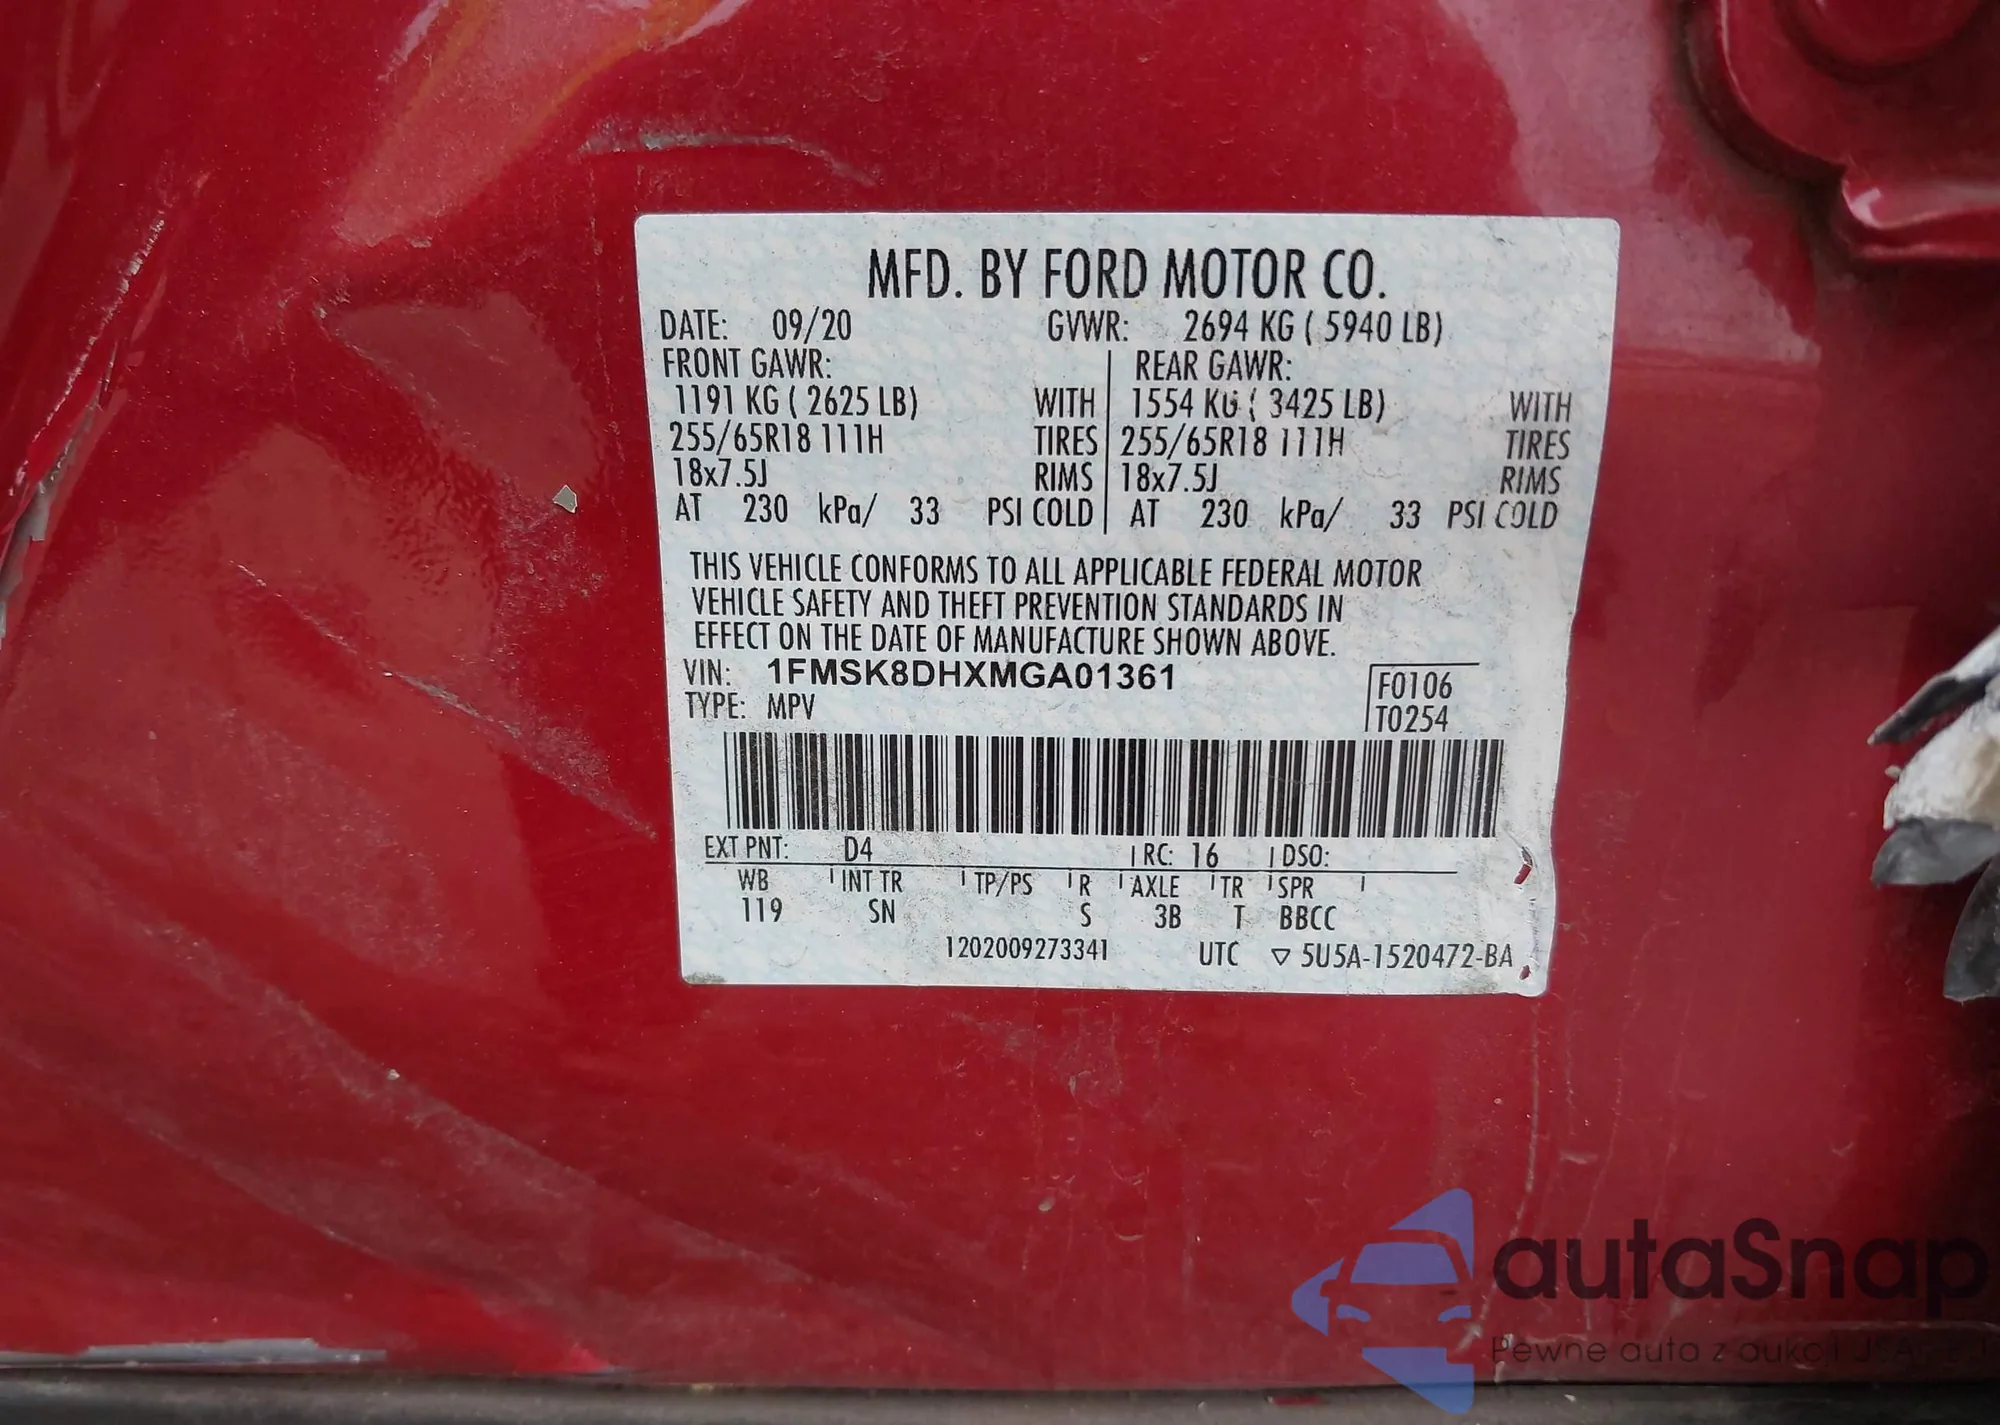 MFD. BY FORD MOTOR CO.
DATE: 09/20 GVWR: 2694 KG ( 5940 LB)
FRONT GAWR: REAR GAWR:
1191 KG ( 2625 LB) WITH 1554 KG ( 3425 LB) WITH
255/65R18 111H TIRES 255/65R18 111H TIRES
18x7.5J RIMS 18x7.5J RIMS
AT 230 kPa/ 33 PSI COLD AT 230 kPa/ 33 PSI COLD
THIS VEHICLE CONFORMS TO ALL APPLICABLE FEDERAL MOTOR
VEHICLE SAFETY AND THEFT PREVENTION STANDARDS IN
EFFECT ON THE DATE OF MANUFACTURE SHOWN ABOVE.
VIN: 1FMSK8DHXMGA01361
F0106
TYPE: MPV
T0254
EXT PNT: D4 RC: 16 DSO:
WB INT TR TP/PS R AXLE TR SPR
119 SN S 3B T BBCC
1202009273341 UTC ▽ 5U5A-1520472-BA
autaSnap
Pewne auta z aukcji